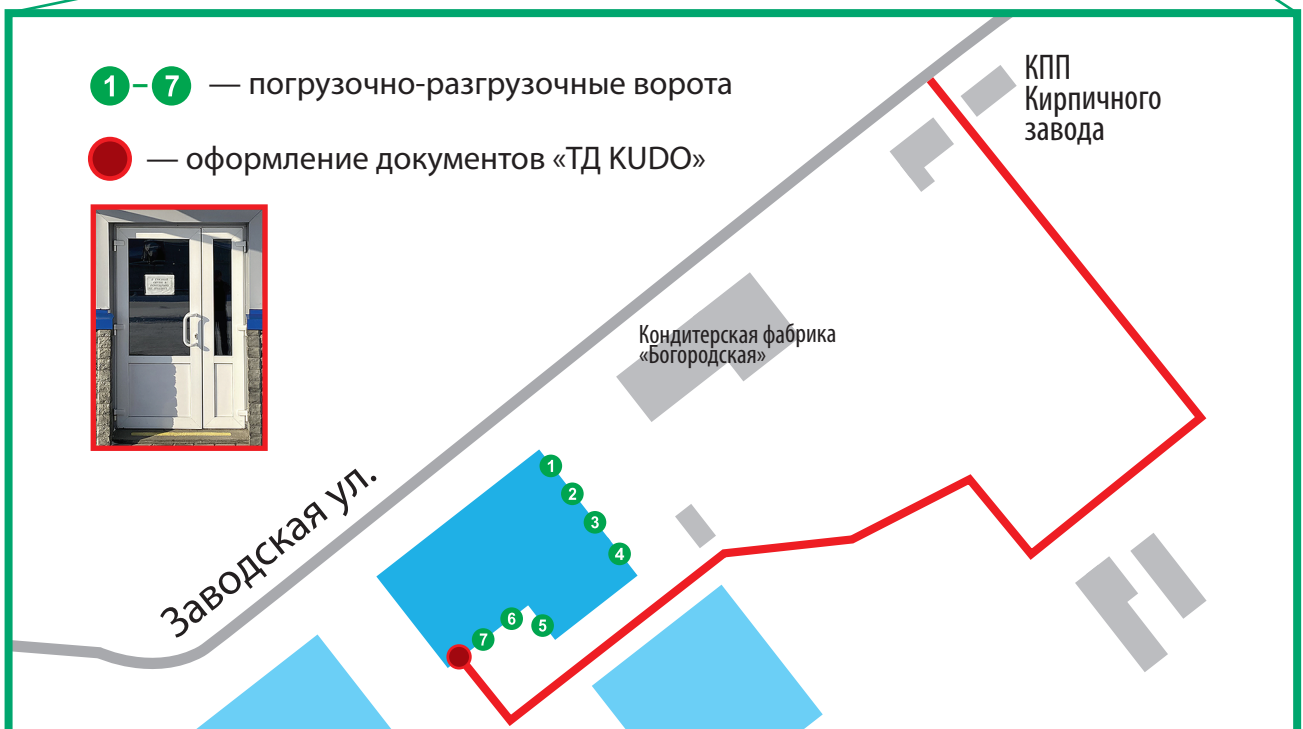 1 – 7 — погрузочно-разгрузочные ворота
— оформление документов «ТД KUDO»
КПП
Кирпичного
завода
Кондитерская фабрика
«Богородская»
Заводская ул.
1
2
3
4
5
6
7